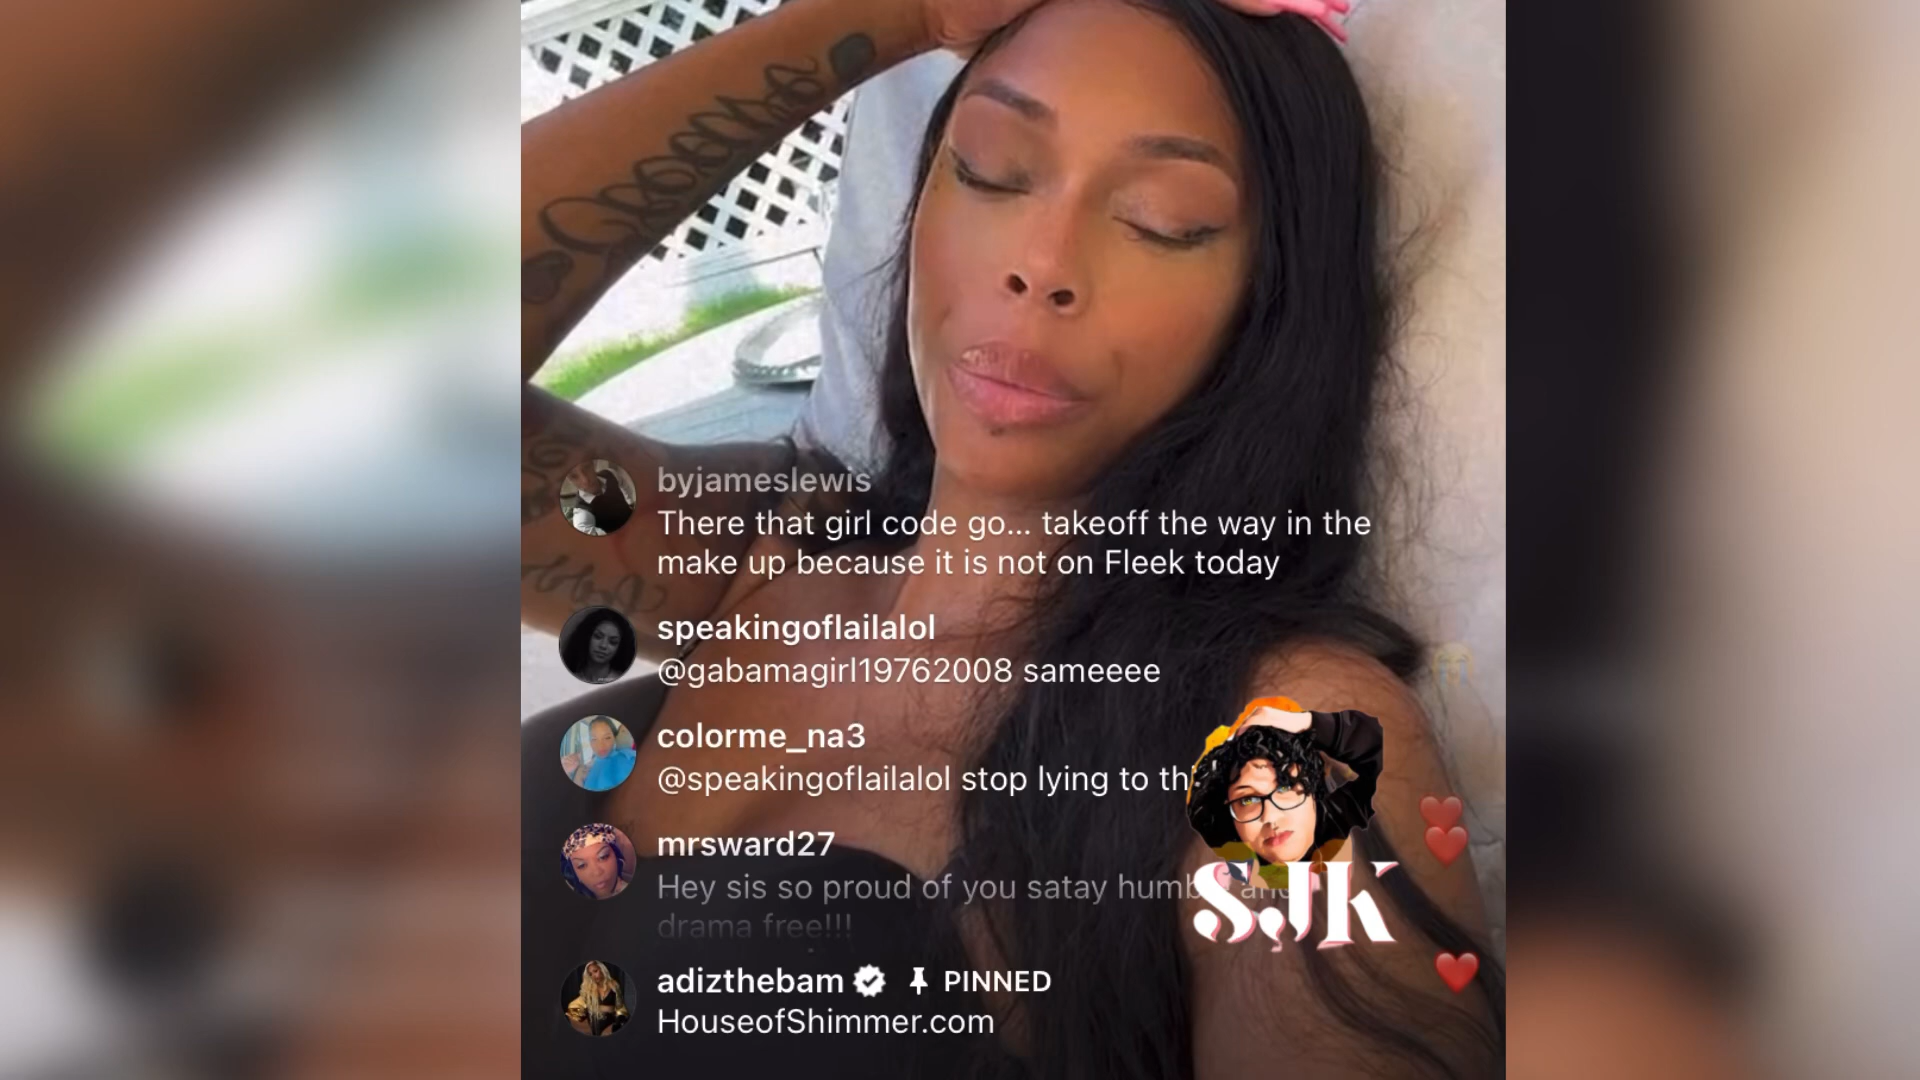 byjameslewis
There that girl code go... takeoff the way in the
make up because it is not on Fleek today
speakingoflailalol
@gabamagirl19762008 sameeee
colorme_na3
@speakingoflailalol stop lying to
mrsward27
Hey sis so proud of you satay
drama free!!!
SJK
adizthebam PINNED
HouseofShimmer.com